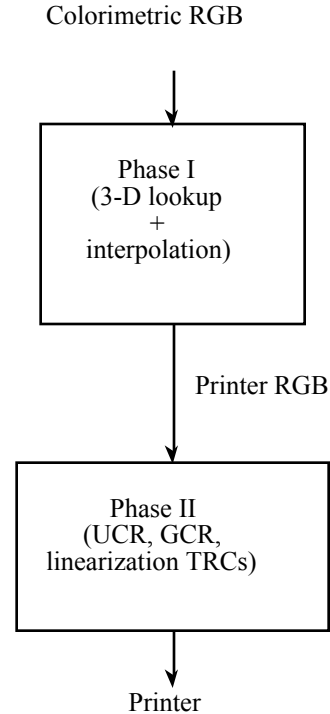 Colorimetric RGB
Phase I
(3-D lookup
+
interpolation)
Printer RGB
Phase II
(UCR, GCR,
linearization TRCs)
Printer